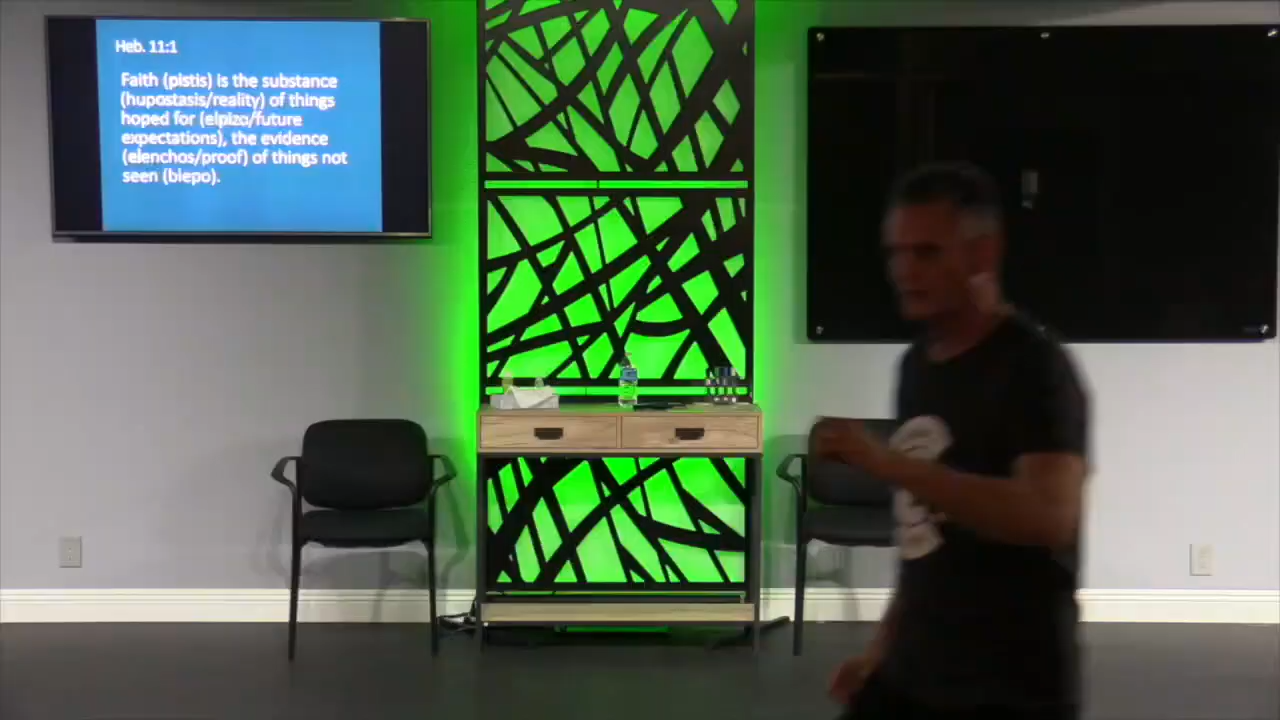 Heb. 11:1
Faith (pistis) is the substance
(hupostasis/reality) of things
hoped for (elpizo/future
expectations), the evidence
(elenchos/proof) of things not
seen (blepo).